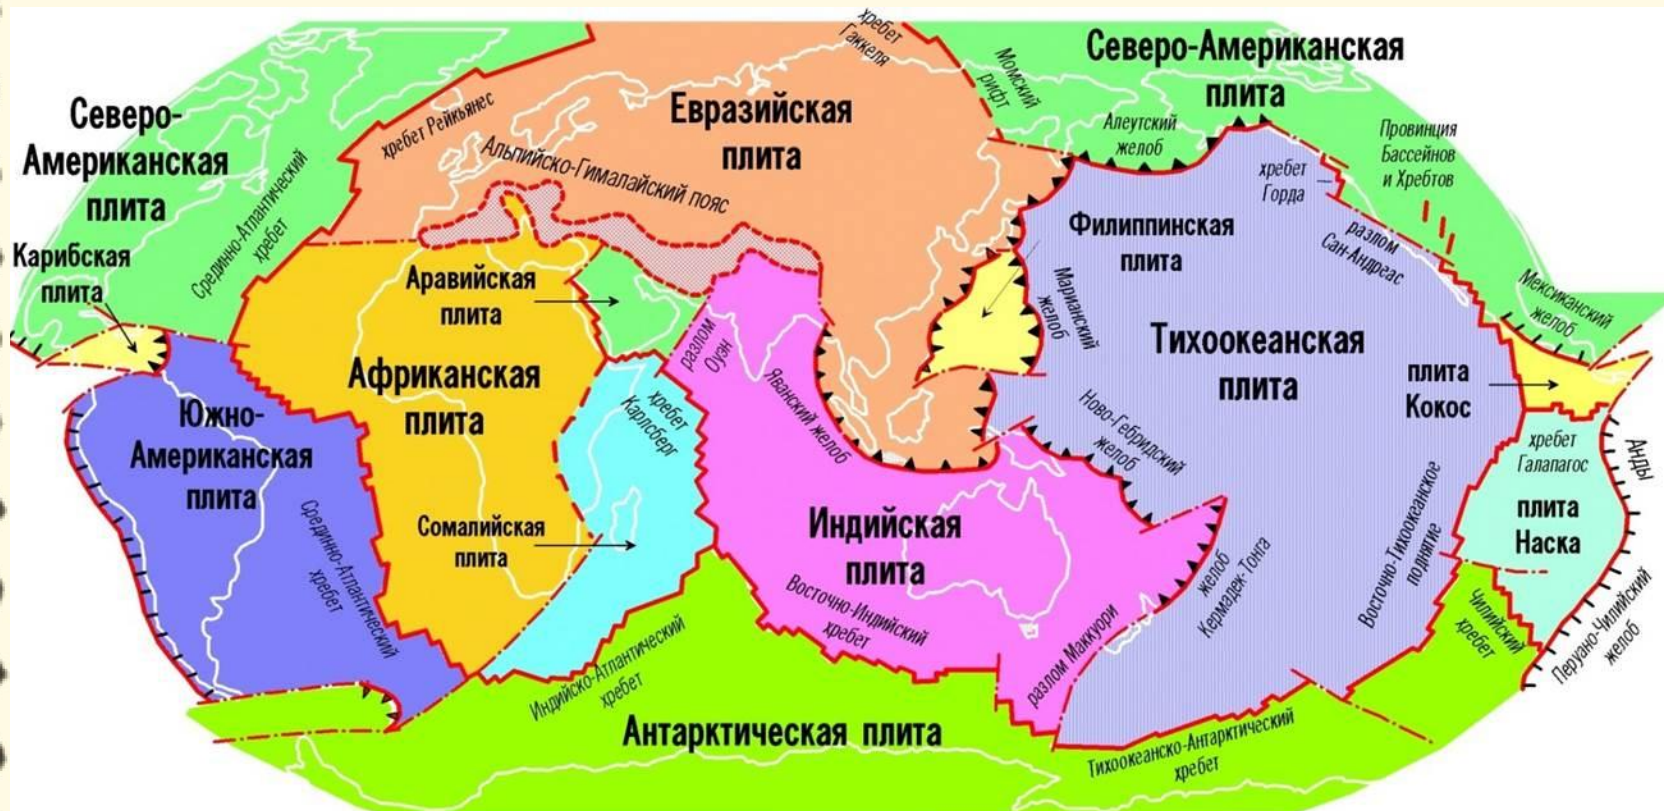 хребет
Гаккеля
Северо-Американская
плита
Момский
рифт
Северо-
Американская
плита
хребет Рейкьянес
Евразийская
плита
Алеутский
желоб
Провинция
Бассейнов
и Хребтов
Альпийско-Гималайский пояс
хребет
Горда
Срединно-Атлантический
хребет
Карибская
плита
Филиппинская
плита
разлом
Сан-Андреас
Аравийская
плита
Марианский
желоб
Мексиканский
желоб
разлом
Оуэн
Тихоокеанская
плита
Африканская
плита
плита
Кокос
хребет
Карлсберг
Яванский желоб
Ново-Гебридский
желоб
Южно-
Американская
плита
хребет
Галапагос
Анды
Срединно-Атлантический
хребет
Сомалийская
плита
Индийская
плита
Восточно-Тихоокеанское
поднятие
плита
Наска
желоб
Кермадек-Тонга
Восточно-Индийский
хребет
Чилийский
хребет
Перуано-Чилийский
желоб
Индийско-Атлантический
хребет
разлом Маккуори
Антарктическая плита
Тихоокеанско-Антарктический
хребет